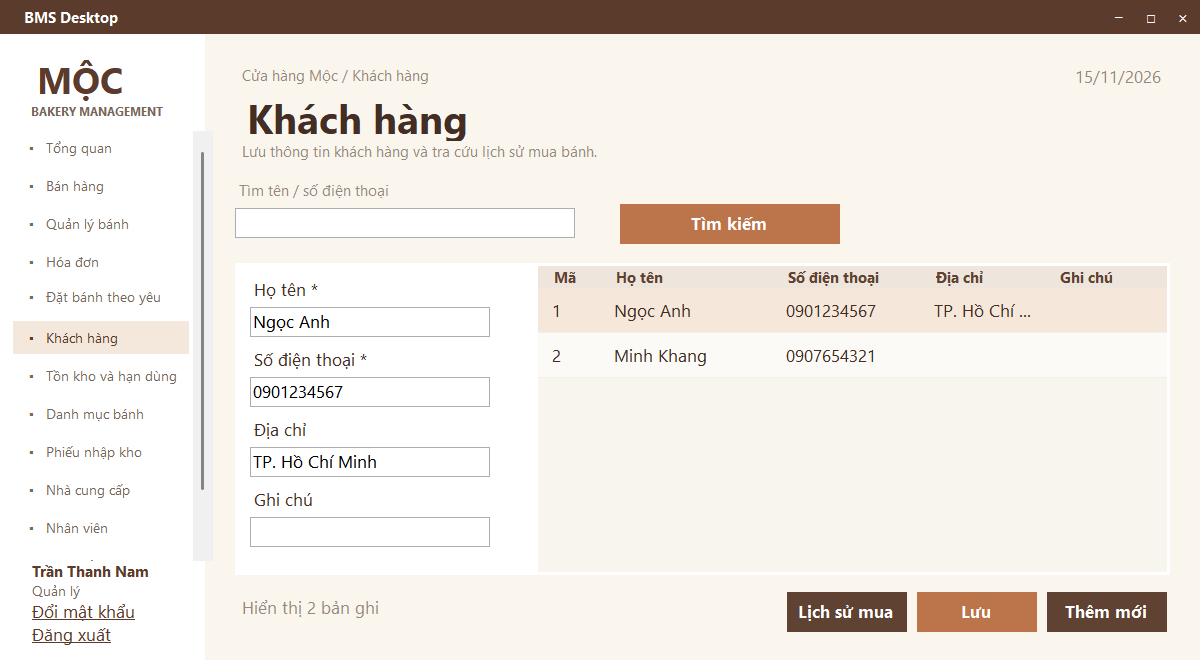 BMS Desktop
MỘC
BAKERY MANAGEMENT
Tổng quan
Bán hàng
Quản lý bánh
Hóa đơn
Đặt bánh theo yêu
Khách hàng
Tồn kho và hạn dùng
Danh mục bánh
Phiếu nhập kho
Nhà cung cấp
Nhân viên
Trần Thanh Nam
Quản lý
Đổi mật khẩu
Đăng xuất
Cửa hàng Mộc / Khách hàng
15/11/2026
Khách hàng
Lưu thông tin khách hàng và tra cứu lịch sử mua bánh.
Tìm tên / số điện thoại
Tìm kiếm
Họ tên *
Ngọc Anh
Số điện thoại *
0901234567
Địa chỉ
TP. Hồ Chí Minh
Ghi chú
Mã Họ tên Số điện thoại Địa chỉ Ghi chú
1 Ngọc Anh 0901234567 TP. Hồ Chí ...
2 Minh Khang 0907654321
Hiển thị 2 bản ghi
Lịch sử mua Lưu Thêm mới